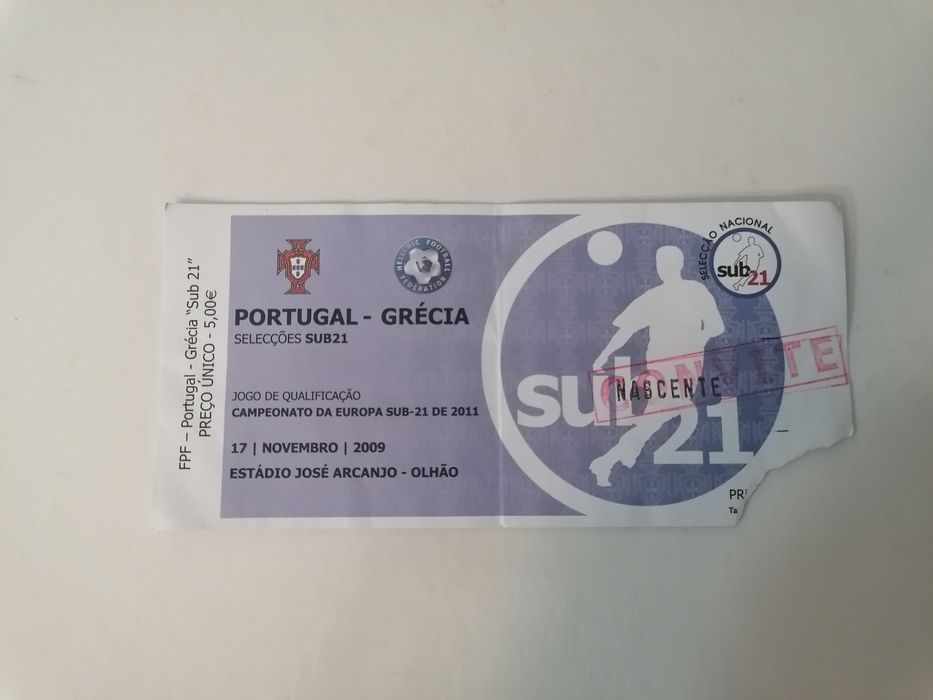 FPF – Portugal - Grécia "Sub 21"
PREÇO ÚNICO - 5,00€
HELLENIC FOOTBALL FEDERATION
PORTUGAL - GRÉCIA
SELECÇÕES SUB21
JOGO DE QUALIFICAÇÃO
CAMPEONATO DA EUROPA SUB-21 DE 2011
17 | NOVEMBRO | 2009
ESTÁDIO JOSÉ ARCANJO - OLHÃO
SELECÇÃO NACIONAL
sub
21
sub
21
CONVITE
NASCENTE